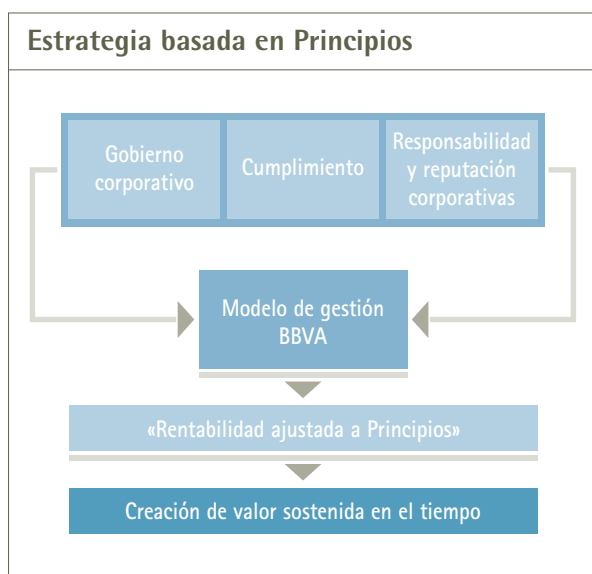 Estrategia basada en Principios
Gobierno
corporativo
Cumplimiento
Responsabilidad
y reputación
corporativas
Modelo de gestión
BBVA
«Rentabilidad ajustada a Principios»
Creación de valor sostenida en el tiempo